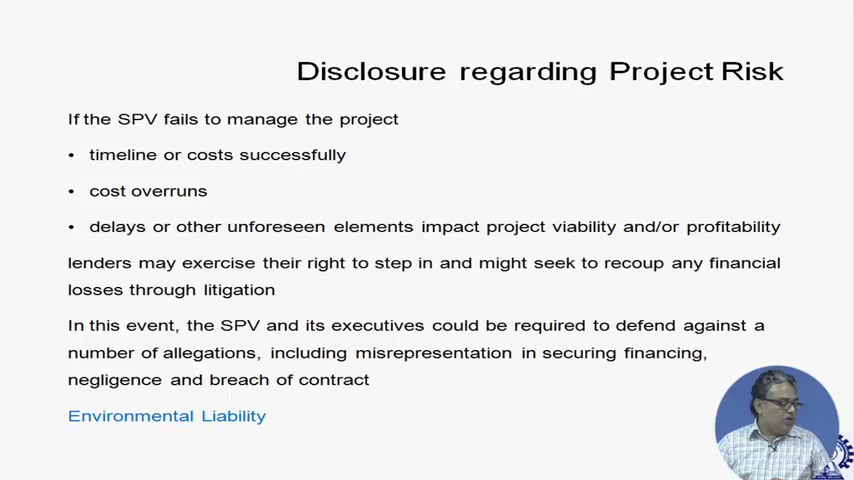 Disclosure regarding Project Risk
If the SPV fails to manage the project
• timeline or costs successfully
• cost overruns
• delays or other unforeseen elements impact project viability and/or profitability
lenders may exercise their right to step in and might seek to recoup any financial
losses through litigation
In this event, the SPV and its executives could be required to defend against a
number of allegations, including misrepresentation in securing financing,
negligence and breach of contract
Environmental Liability